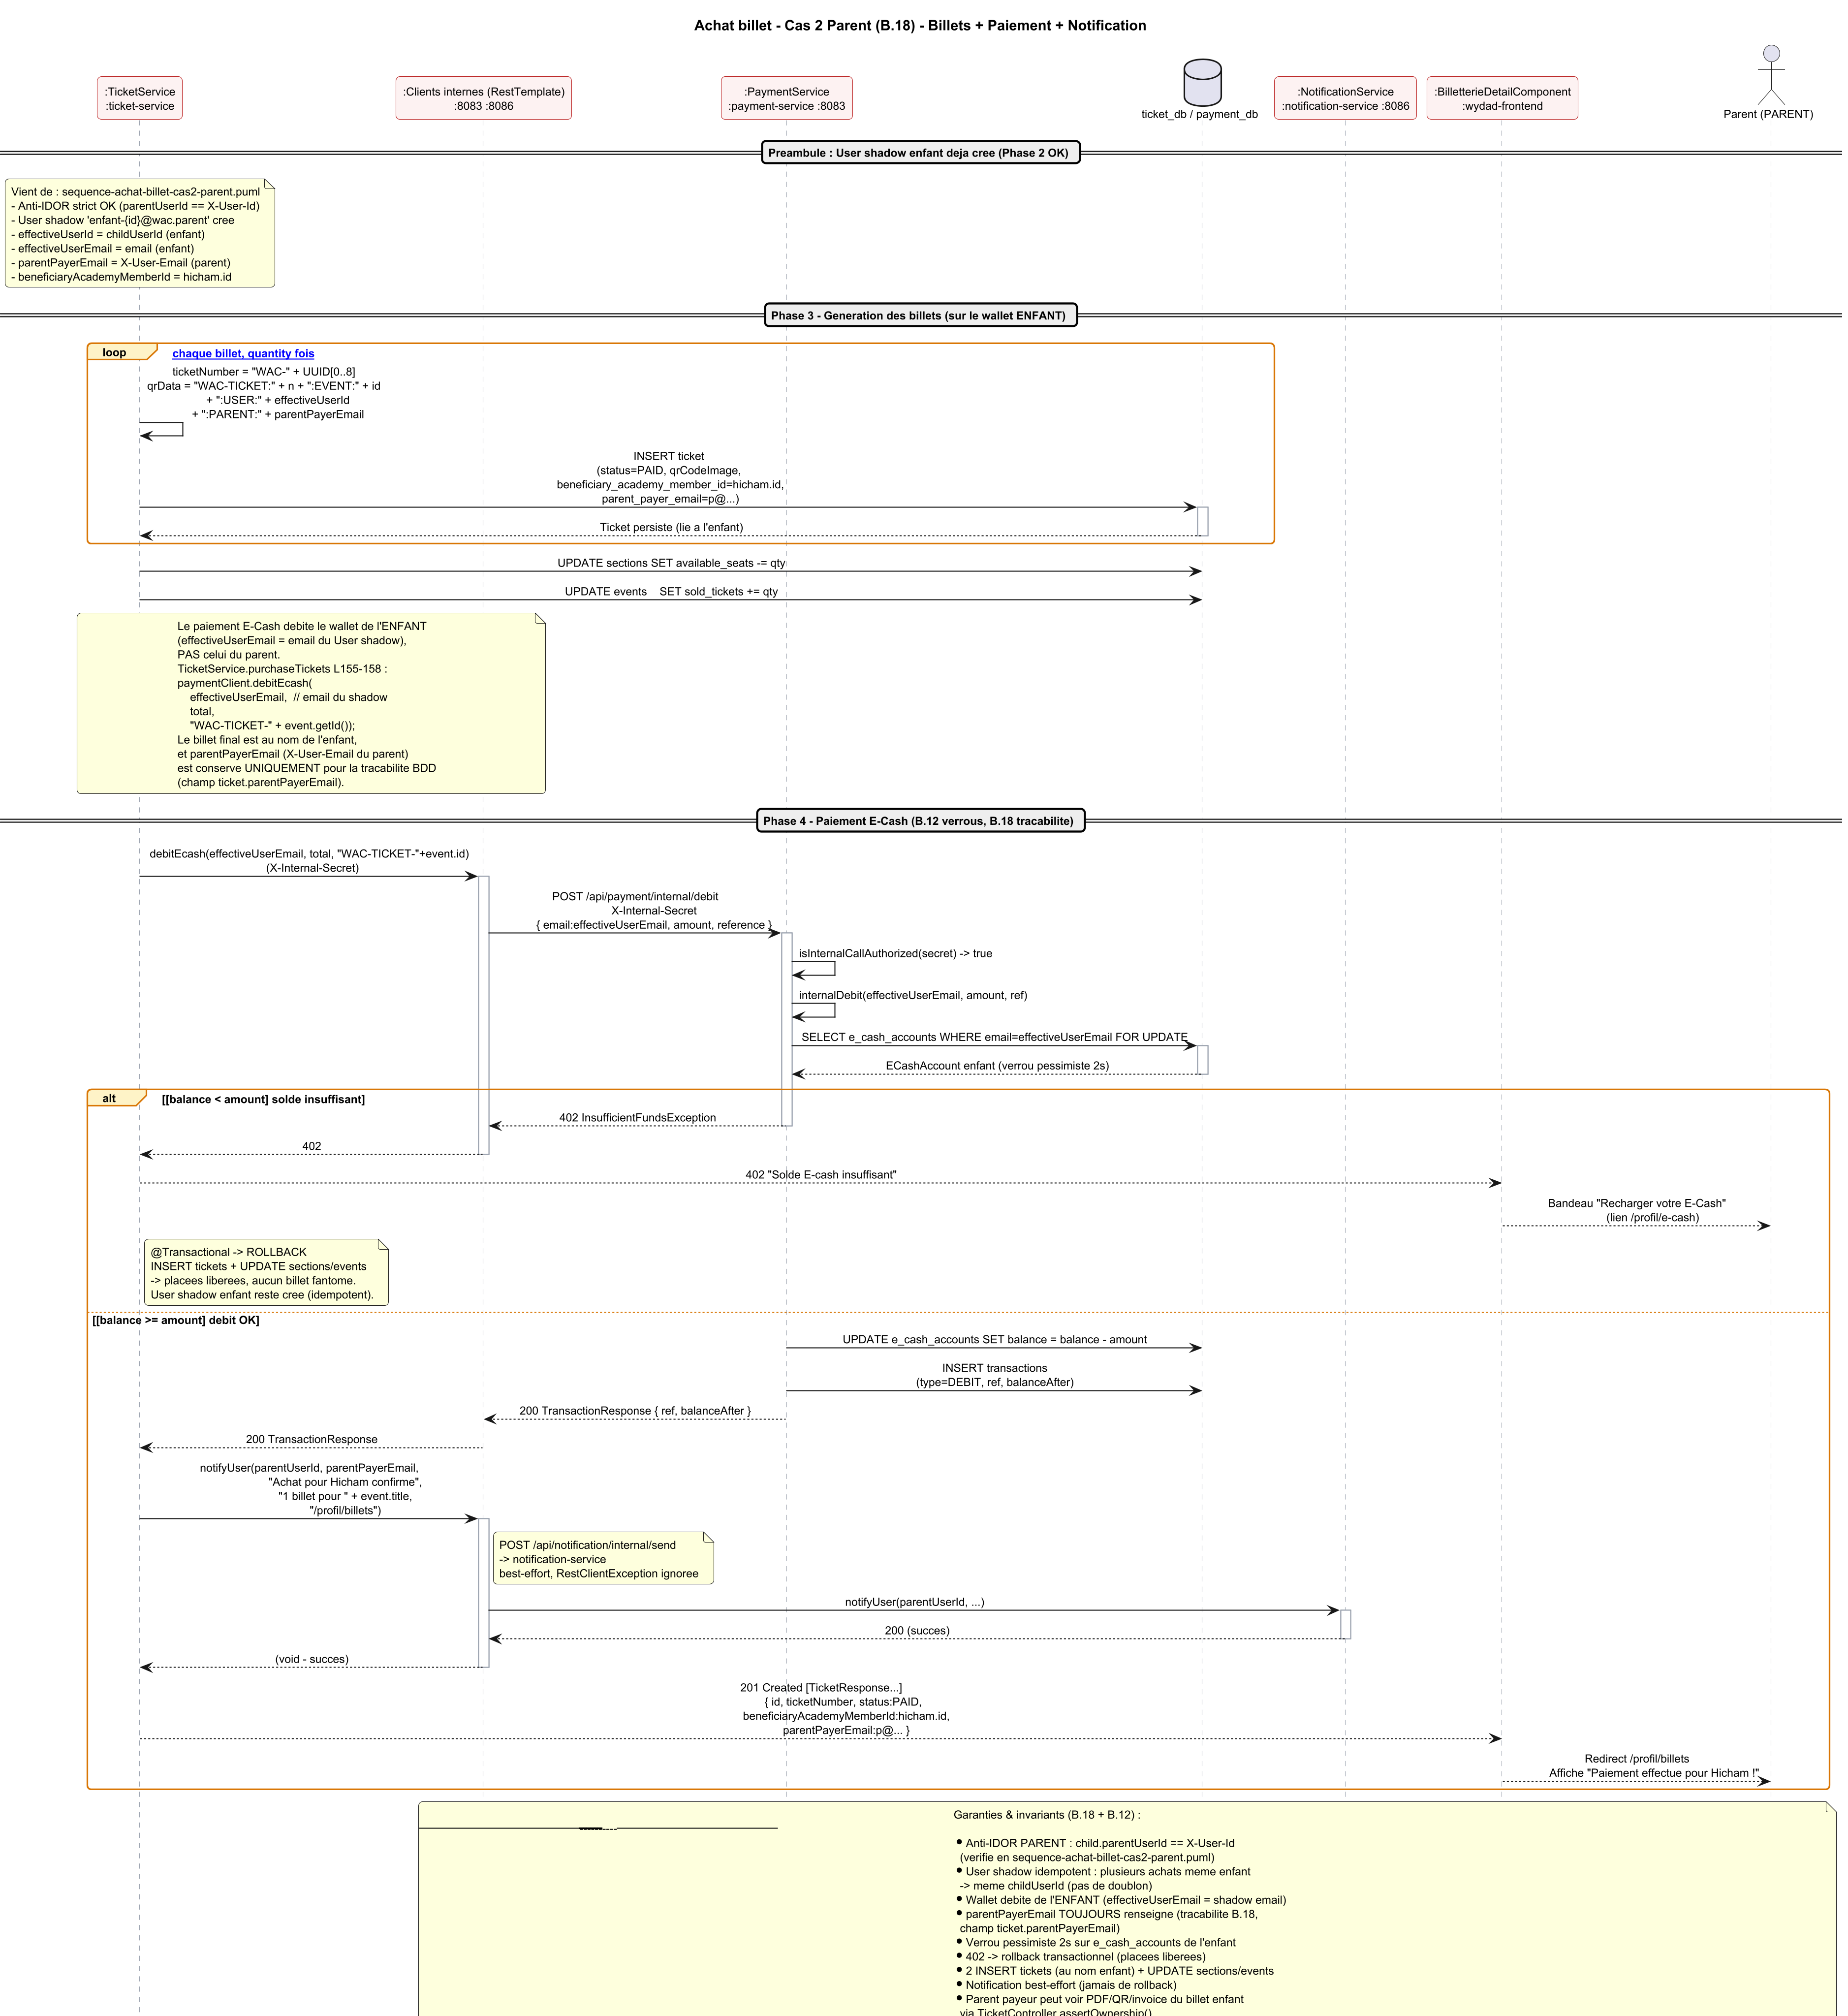 Achat billet - Cas 2 Parent (B.18) - Billets + Paiement + Notification
:TicketService
:ticket-service
:Clients internes (RestTemplate)
:8083 :8086
:PaymentService
:payment-service :8083
ticket_db / payment_db
:NotificationService
:notification-service :8086
:BilletterieDetailComponent
:wydad-frontend
Parent (PARENT)
Preambule : User shadow enfant deja cree (Phase 2 OK)
Vient de : sequence-achat-billet-cas2-parent.puml
- Anti-IDOR strict OK (parentUserId == X-User-Id)
- User shadow 'enfant-{id}@wac.parent' cree
- effectiveUserId = childUserId (enfant)
- effectiveUserEmail = email (enfant)
- parentPayerEmail = X-User-Email (parent)
- beneficiaryAcademyMemberId = hicham.id
Phase 3 - Generation des billets (sur le wallet ENFANT)
loop
chaque billet, quantity fois
ticketNumber = "WAC-" + UUID[0..8]
qrData = "WAC-TICKET:" + n + ":EVENT:" + id
+ ":USER:" + effectiveUserId
+ ":PARENT:" + parentPayerEmail
INSERT ticket
(status=PAID, qrCodeImage,
beneficiary_academy_member_id=hicham.id,
parent_payer_email=p@...)
Ticket persiste (lie a l'enfant)
UPDATE sections SET available_seats -= qty
UPDATE events    SET sold_tickets += qty
Le paiement E-Cash debite le wallet de l'ENFANT
(effectiveUserEmail = email du User shadow),
PAS celui du parent.
TicketService.purchaseTickets L155-158 :
paymentClient.debitEcash(
effectiveUserEmail,  // email du shadow
total,
"WAC-TICKET-" + event.getId());
Le billet final est au nom de l'enfant,
et parentPayerEmail (X-User-Email du parent)
est conserve UNIQUEMENT pour la tracabilite BDD
(champ ticket.parentPayerEmail).
Phase 4 - Paiement E-Cash (B.12 verrous, B.18 tracabilite)
debitEcash(effectiveUserEmail, total, "WAC-TICKET-"+event.id)
(X-Internal-Secret)
POST /api/payment/internal/debit
X-Internal-Secret
{ email:effectiveUserEmail, amount, reference }
isInternalCallAuthorized(secret) -> true
internalDebit(effectiveUserEmail, amount, ref)
SELECT e_cash_accounts WHERE email=effectiveUserEmail FOR UPDATE
ECashAccount enfant (verrou pessimiste 2s)
alt
[[balance < amount] solde insuffisant]
402 InsufficientFundsException
402
402 "Solde E-cash insuffisant"
Bandeau "Recharger votre E-Cash"
(lien /profil/e-cash)
@Transactional -> ROLLBACK
INSERT tickets + UPDATE sections/events
-> placees liberees, aucun billet fantome.
User shadow enfant reste cree (idempotent).
[[balance >= amount] debit OK]
UPDATE e_cash_accounts SET balance = balance - amount
INSERT transactions
(type=DEBIT, ref, balanceAfter)
200 TransactionResponse { ref, balanceAfter }
200 TransactionResponse
notifyUser(parentUserId, parentPayerEmail,
"Achat pour Hicham confirme",
"1 billet pour " + event.title,
"/profil/billets")
POST /api/notification/internal/send
-> notification-service
best-effort, RestClientException ignoree
notifyUser(parentUserId, ...)
200 (succes)
(void - succes)
201 Created [TicketResponse...]
{ id, ticketNumber, status:PAID,
beneficiaryAcademyMemberId:hicham.id,
parentPayerEmail:p@... }
Redirect /profil/billets
Affiche "Paiement effectue pour Hicham !"
Garanties & invariants (B.18 + B.12) :
• Anti-IDOR PARENT : child.parentUserId == X-User-Id
(verifie en sequence-achat-billet-cas2-parent.puml)
• User shadow idempotent : plusieurs achats meme enfant
-> meme childUserId (pas de doublon)
• Wallet debite de l'ENFANT (effectiveUserEmail = shadow email)
• parentPayerEmail TOUJOURS renseigne (tracabilite B.18,
champ ticket.parentPayerEmail)
• Verrou pessimiste 2s sur e_cash_accounts de l'enfant
• 402 -> rollback transactionnel (placees liberees)
• 2 INSERT tickets (au nom enfant) + UPDATE sections/events
• Notification best-effort (jamais de rollback)
• Parent payeur peut voir PDF/QR/invoice du billet enfant
via TicketController.assertOwnership()